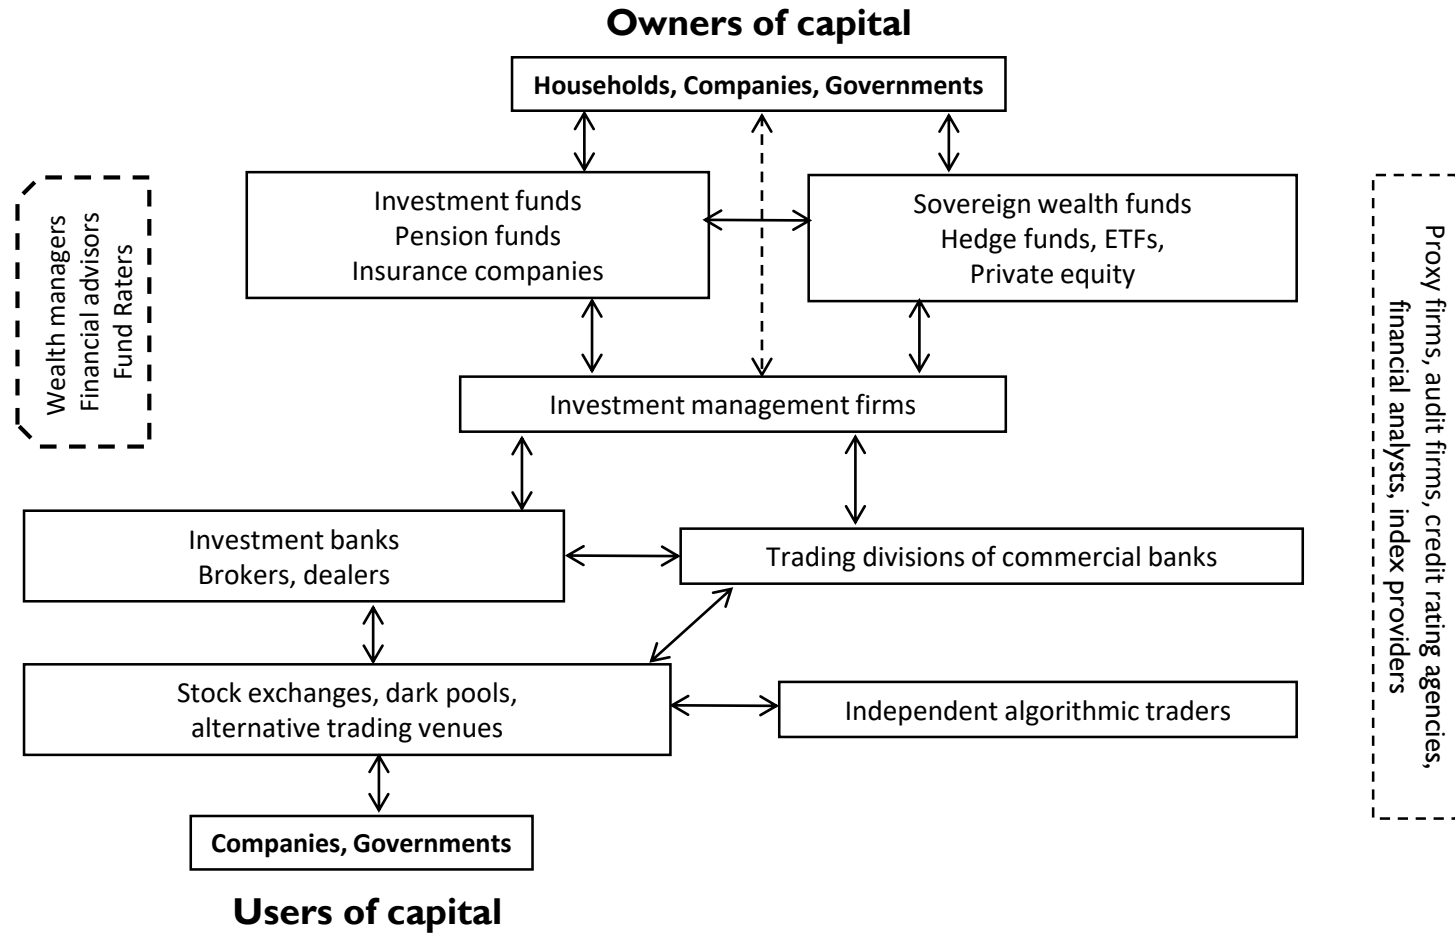 Owners of capital
Households, Companies, Governments
Wealth managers
Financial advisors
Fund Raters
Investment funds
Pension funds
Insurance companies
Sovereign wealth funds
Hedge funds, ETFs,
Private equity
Proxy firms, audit firms, credit rating agencies,
financial analysts, index providers
Investment management firms
Investment banks
Brokers, dealers
Trading divisions of commercial banks
Stock exchanges, dark pools,
alternative trading venues
Independent algorithmic traders
Companies, Governments
Users of capital